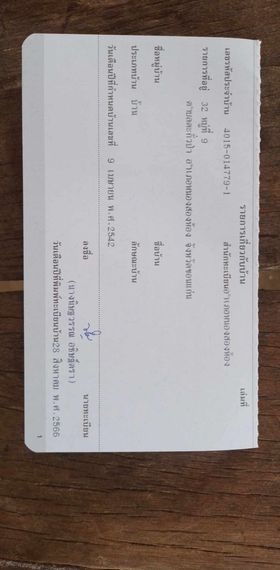 รายการเกี่ยวกับบ้าน เล่มที่
เลขรหัสประจำบ้าน 4015-014779-1 สำนักทะเบียน อำเภอหนองสองห้อง
รายการที่อยู่ 32 หมู่ที่ 9
ตำบลตะกั่วป่า อำเภอหนองสองห้อง จังหวัดขอนแก่น
ชื่อหมู่บ้าน ชื่อบ้าน
ประเภทบ้าน บ้าน ลักษณะบ้าน
วันเดือนปีที่กำหนดบ้านเลขที่ 9 เมษายน พ.ศ.2542
ลงชื่อ นายทะเบียน
วันเดือนปีที่พิมพ์ทะเบียนบ้าน 28 สิงหาคม พ.ศ.2566
1